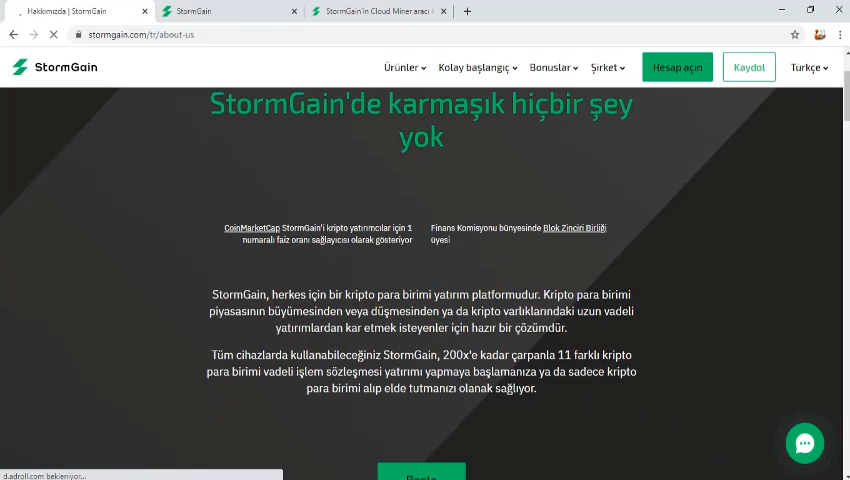 Hakkımızda | StormGain
StormGain
StormGain'in Cloud Miner aracı
stormgain.com/tr/about-us
StormGain
Ürünler
Kolay başlangıç
Bonuslar
Şirket
Hesap açın
Kaydol
Türkçe
StormGain'de karmaşık hiçbir şey
yok
CoinMarketCap StormGain'i kripto yatırımcılar için 1
numaralı faiz oranı sağlayıcısı olarak gösteriyor
Finans Komisyonu bünyesinde Blok Zinciri Birliği
üyesi
StormGain, herkes için bir kripto para birimi yatırım platformudur. Kripto para birimi
piyasasının büyümesinden veya düşmesinden ya da kripto varlıklarındaki uzun vadeli
yatırımlardan kar etmek isteyenler için hazır bir çözümdür.
Tüm cihazlarda kullanabileceğiniz StormGain, 200x'e kadar çarpanla 11 farklı kripto
para birimi vadeli işlem sözleşmesi yatırımı yapmaya başlamanıza ya da sadece kripto
para birimi alıp elde tutmanızı olanak sağlıyor.
Başla
d.adroll.com bekleniyor...